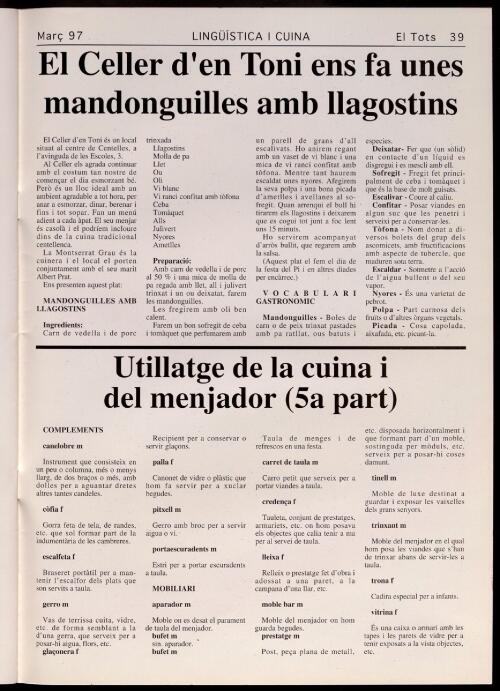 Març 97
LINGÜÍSTICA I CUINA
El Tots 39
El Celler d'en Toni ens fa unes
mandonguilles amb llagostins
El Celler d'en Toni és un local
situat al centre de Centelles, a
l'avinguda de les Escoles, 3.
Al Celler els agrada continuar
amb el costum tan nostre de
començar el dia esmorzant bé.
Però és un lloc ideal amb un
ambient agradable a tot hora, per
anar a esmorzar, dinar, berenar i
fins i tot sopar. Fan un menú
adient a cada àpat. El seu menjar
és casolà i el podríem incloure
dins de la cuina tradicional
centellenca.
La Montserrat Grau és la
cuinera i el local el porten
conjuntament amb el seu marit
Albert Prat.
Ens presenten aquest plat:
MANDONGUILLES AMB
LLAGOSTINS
Ingredients:
Carn de vedella i de porc
trinxada
Llagostins
Molla de pa
Llet
Ou
Oli
Vi blanc
Vi ranci confitat amb tòfona
Ceba
Tomàquet
Alls
Julivert
Nyores
Ametlles
Preparació:
Amb carn de vedella i de porc
al 50 % i una mica de molla de
pa regada amb llet, all i julivert
trinxat i un ou deixatat, farem
les mandonguilles.
Les fregirem amb oli ben
calent.
Farem un bon sofregit de ceba
i tomàquet que perfumarem amb
un parell de grans d'all
escalivats. Ho anirem regant
amb un vaset de vi blanc i una
mica de vi ranci confitat amb
tòfona. Mentre tant haurem
escaldat unes nyores. Afegirem
la seva polpa i una bona picada
d'ametlles i avellanes al so-
fregit. Quan arrenqui el bull hi
tirarem els llagostins i deixarem
que es cogui tot junt a foc lent
uns 15 minuts.
Ho servirem acompanyat
d'arròs bullit, que regarem amb
la salsa.
(Aquest plat el fem el dia de
la festa del Pi i en altres diades
per encàrrec.)
VOCABULARI
GASTRONOMIC
Mandonguilles - Boles de
carn o de peix trinxat pastades
amb pa ratllat, ous batuts i
espècies.
Deixatar- Fer que (un sòlid)
en contacte d'un líquid es
disgregui i es mescli amb ell.
Sofregit - Fregit fet princi-
palment de ceba i tomàquet i
que és la base de molt guisats.
Escalivar - Coure al caliu.
Confitar - Posar viandes en
algun suc que les penetri i
serveixi per a conservar-les.
Tòfona - Nom donat a di-
versos bolets del grup dels
ascomicets, amb fructificacions
amb aspecte de tubercle, que
maduren sota terra.
Escaldar - Sotmetre a l'acció
de l'aigua bullent o del seu
vapor.
Nyores - És una varietat de
pebrot.
Polpa - Part carnosa dels
fruits o d'altres òrgans vegetals.
Picada - Cosa capolada,
aixafada, etc. picant-la.
Utillatge de la cuina i
del menjador (5a part)
COMPLEMENTS
canelobre m
Instrument que consisteix en
un peu o columna, més o menys
llarg, de dos braços o més, amb
dolles per a aguantar dretes
altres tantes candeles.
còfia f
Gorra feta de tela, de randes,
etc. que sol formar part de la
indumentària de les cambreres.
escalfeta f
Braseret portàtil per a man-
tenir l'escalfor dels plats que
son servits a taula.
gerro m
Vas de terrissa cuita, vidre,
etc. de forma semblant a la
d'una gerra, que serveix per a
posar-hi aigua, flors, etc.
glaçonera f
Recipient per a conservar o
servir glaçons.
palla f
Canonet de vidre o plàstic que
hom fa servir per a xuclar
begudes.
pitxell m
Gerro amb broc per a servir
aigua o vi.
portaescuradents m
Estri per a portar escuradents
a taula.
MOBILIARI
aparador m
Moble on es desat el parament
de taula del menjador.
bufet m
sin. aparador.
bufet m
Taula de menges i de
refrescos en una festa.
carret de taula m
Carro petit que serveix per a
portar viandes a taula.
credença f
Tauleta, conjunt de prestatges,
armariets, etc. on hom posava
els objectes que calia tenir a ma
per al servei de taula.
lleixa f
Relleix o prestatge fet d'obra i
adossat a una paret, a la
campana d'una llar, etc.
moble bar m
Moble del menjador on hom
guarda begudes.
prestatge m
Post, peça plana de metall,
etc. disposada horitzontalment i
que formant part d'un moble,
sostinguda per mòduls, etc.
serveix per a posar-hi coses
damunt.
tinell m
Moble de luxe destinat a
guardar i exposar les vaixelles
dels grans senyors.
trinxant m
Moble del menjador en el qual
hom posa les viandes que s'han
de trinxar abans de servir-les a
taula.
trona f
Cadira especial per a infants.
vitrina f
És una caixa o armari amb les
tapes i les parets de vidre per a
tenir exposats a la vista objectes,
etc.